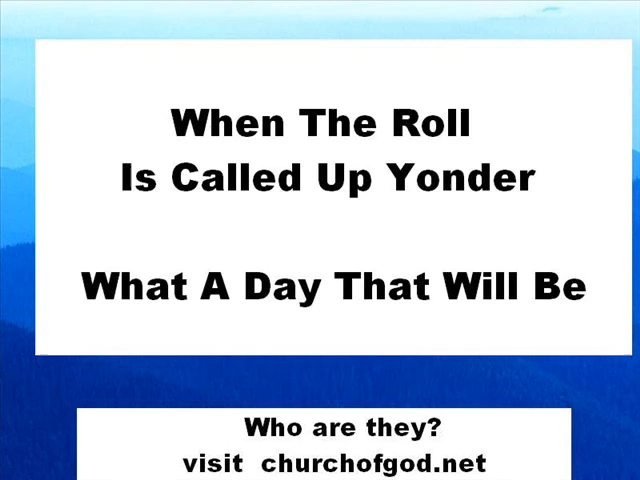 When The Roll
Is Called Up Yonder
What A Day That Will Be
Who are they?
visit churchofgod.net